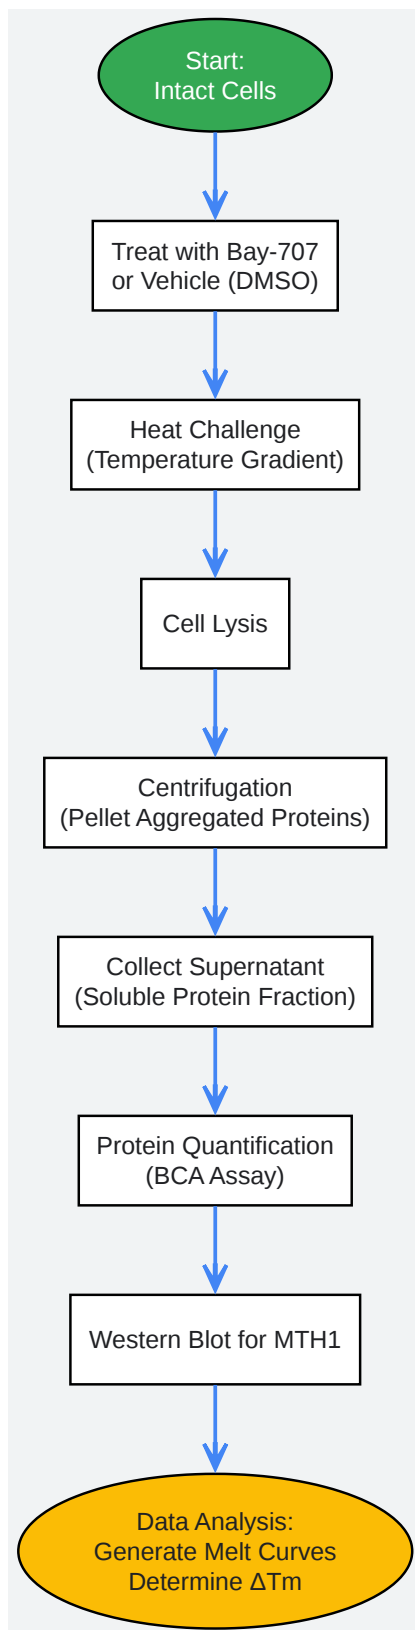 Start:
Intact Cells
Treat with Bay-707
or Vehicle (DMSO)
Heat Challenge
(Temperature Gradient)
Cell Lysis
Centrifugation
(Pellet Aggregated Proteins)
Collect Supernatant
(Soluble Protein Fraction)
Protein Quantification
(BCA Assay)
Western Blot for MTH1
Data Analysis:
Generate Melt Curves
Determine ΔTm